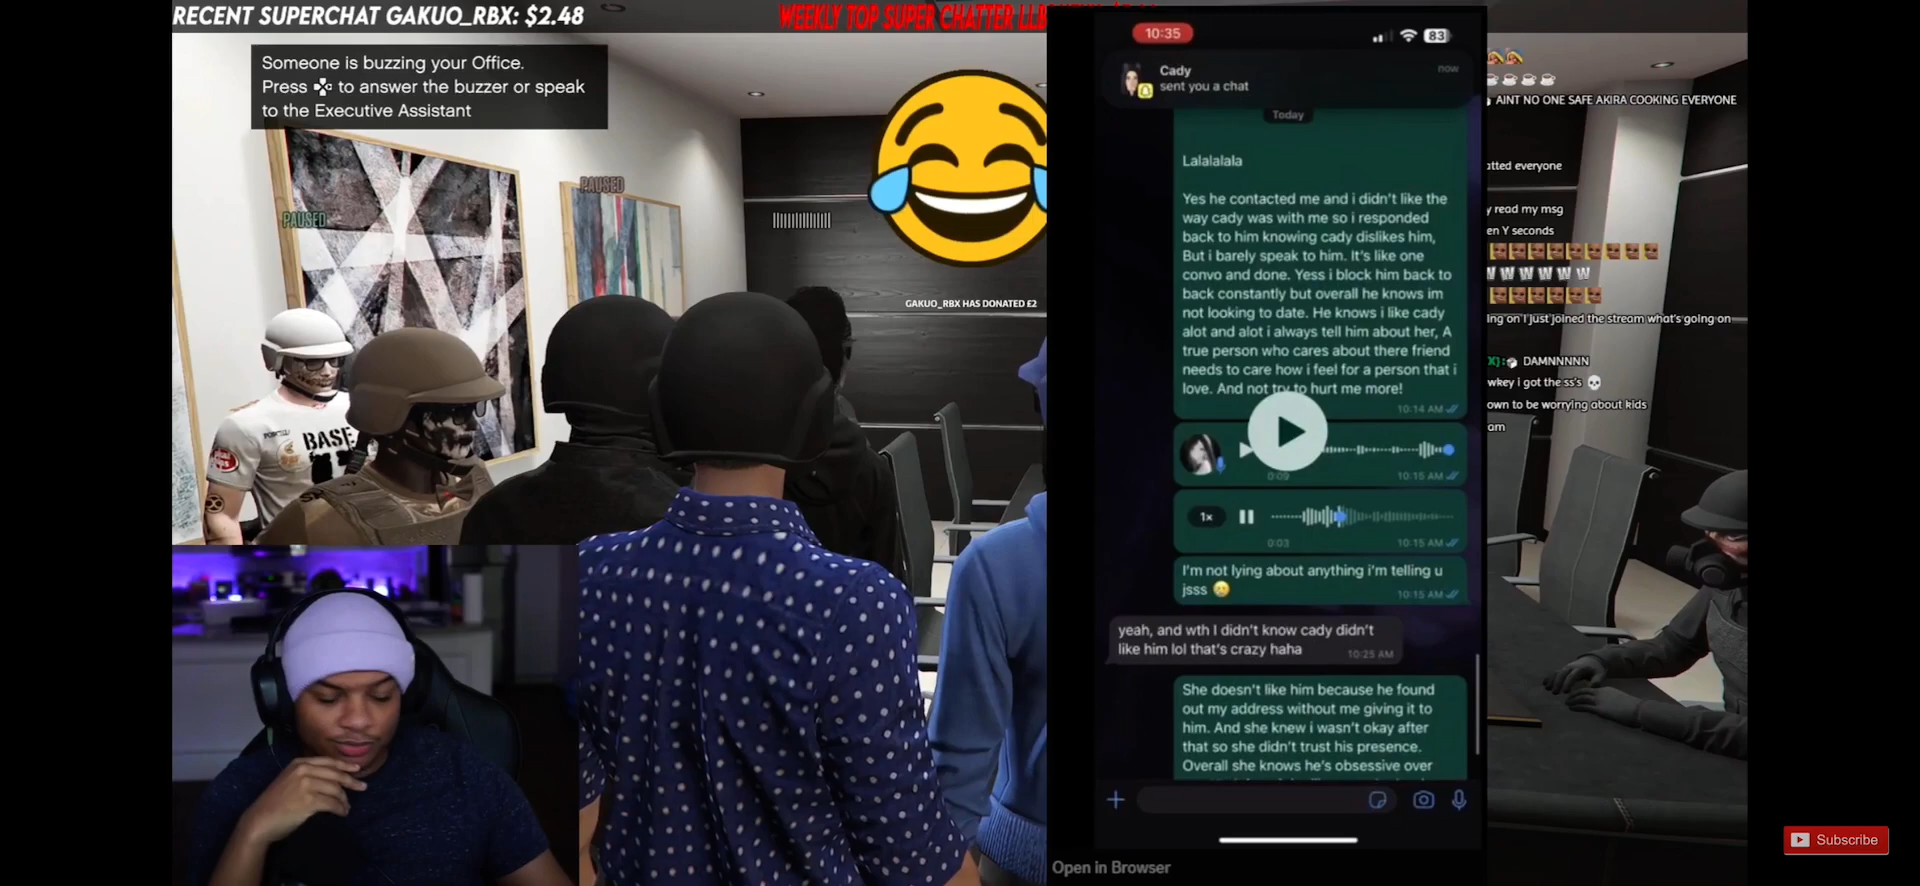 RECENT SUPERCHAT GAKUO_RBX: $2.48
WEEKLY TOP SUPER CHATTER
Someone is buzzing your Office.
Press to answer the buzzer or speak
to the Executive Assistant
PAUSED
PAUSED
GAKUO_RBX HAS DONATED £2
BASE
10:35
83
Cady
now
sent you a chat
Today
Lalalalala
Yes he contacted me and i didn't like the
way cady was with me so i responded
back to him knowing cady dislikes him,
But i barely speak to him. It's like one
convo and done. Yess i block him back to
back constantly but overall he knows im
not looking to date. He knows i like cady
alot and alot i always tell him about her, A
true person who cares about there friend
needs to care how i feel for a person that i
love. And not try to hurt me more!
10:14 AM
0:09
10:15 AM
1x
0:03
10:15 AM
I'm not lying about anything i'm telling u
jsss
10:15 AM
yeah, and wth I didn't know cady didn't
like him lol that's crazy haha
10:25 AM
She doesn't like him because he found
out my address without me giving it to
him. And she knew i wasn't okay after
that so she didn't trust his presence.
Overall she knows he's obsessive over
Open in Browser
AINT NO ONE SAFE AKIRA COOKING EVERYONE
atted everyone
y read my msg
en Y seconds
W W W W W W
ing on I just joined the stream what's going on
X}: DAMNNNNN
wkey i got the ss's
own to be worrying about kids
am
Subscribe